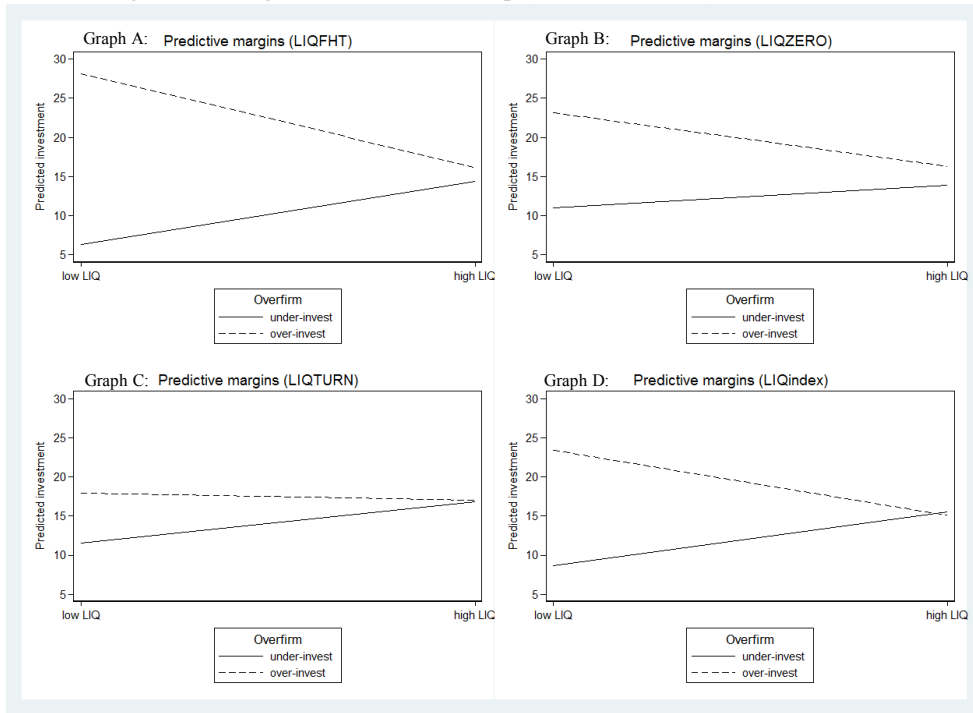 Graph A: Predictive margins (LIQFHT)
30
25
20
15
10
5
Predicted investment
low LIQ high LIQ
Overfirm
under-invest
over-invest
Graph B: Predictive margins (LIQZERO)
30
25
20
15
10
5
Predicted investment
low LIQ high LIQ
Overfirm
under-invest
over-invest
Graph C: Predictive margins (LIQTURN)
30
25
20
15
10
5
Predicted investment
low LIQ high LIQ
Overfirm
under-invest
over-invest
Graph D: Predictive margins (LIQindex)
30
25
20
15
10
5
Predicted investment
low LIQ high LIQ
Overfirm
under-invest
over-invest